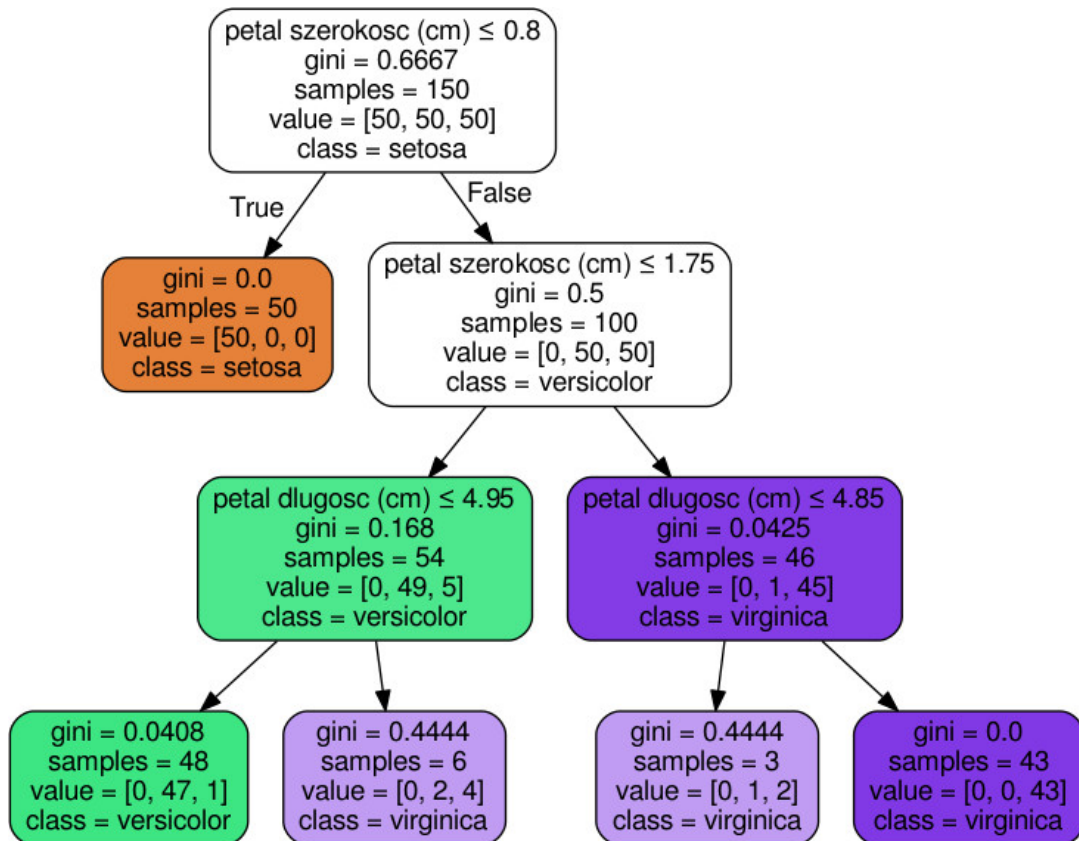 petal szerokosc (cm) ≤ 0.8
gini = 0.6667
samples = 150
value = [50, 50, 50]
class = setosa
True
False
gini = 0.0
samples = 50
value = [50, 0, 0]
class = setosa
petal szerokosc (cm) ≤ 1.75
gini = 0.5
samples = 100
value = [0, 50, 50]
class = versicolor
petal dlugosc (cm) ≤ 4.95
gini = 0.168
samples = 54
value = [0, 49, 5]
class = versicolor
petal dlugosc (cm) ≤ 4.85
gini = 0.0425
samples = 46
value = [0, 1, 45]
class = virginica
gini = 0.0408
samples = 48
value = [0, 47, 1]
class = versicolor
gini = 0.4444
samples = 6
value = [0, 2, 4]
class = virginica
gini = 0.4444
samples = 3
value = [0, 1, 2]
class = virginica
gini = 0.0
samples = 43
value = [0, 0, 43]
class = virginica